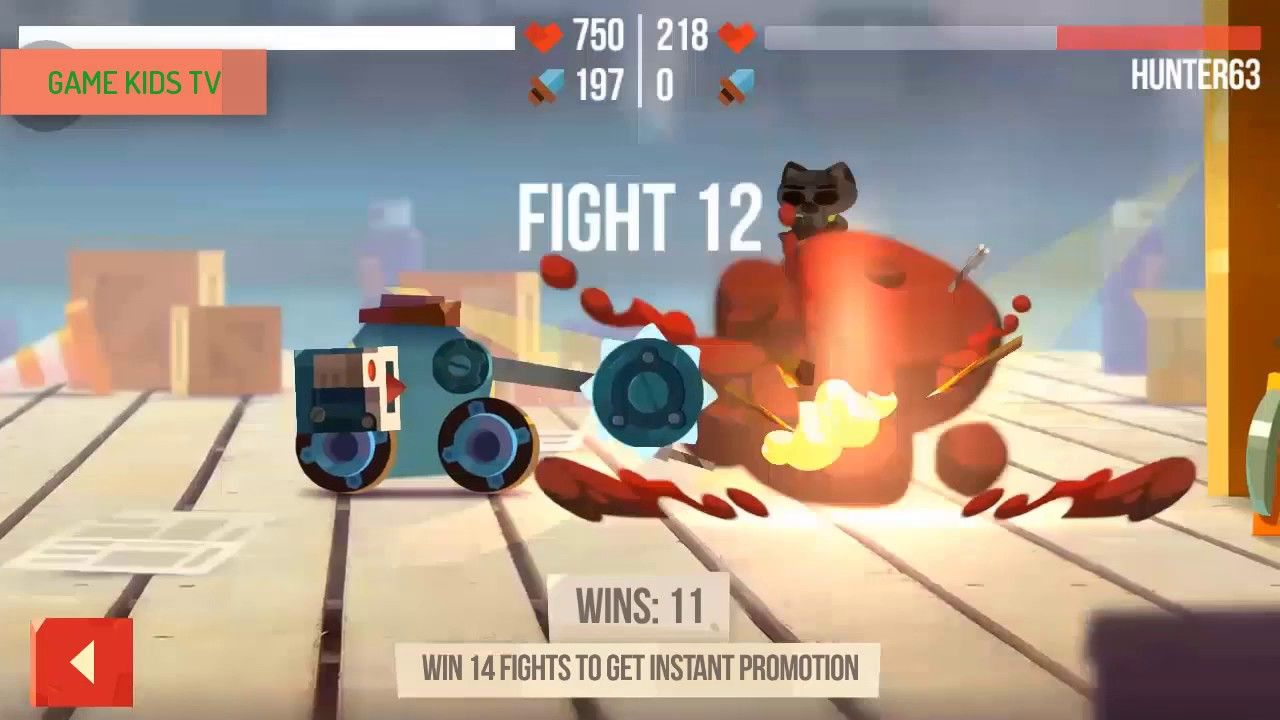 750 218
GAME KIDS TV
197 0
HUNTER63
FIGHT 12
WINS: 11
WIN 14 FIGHTS TO GET INSTANT PROMOTION